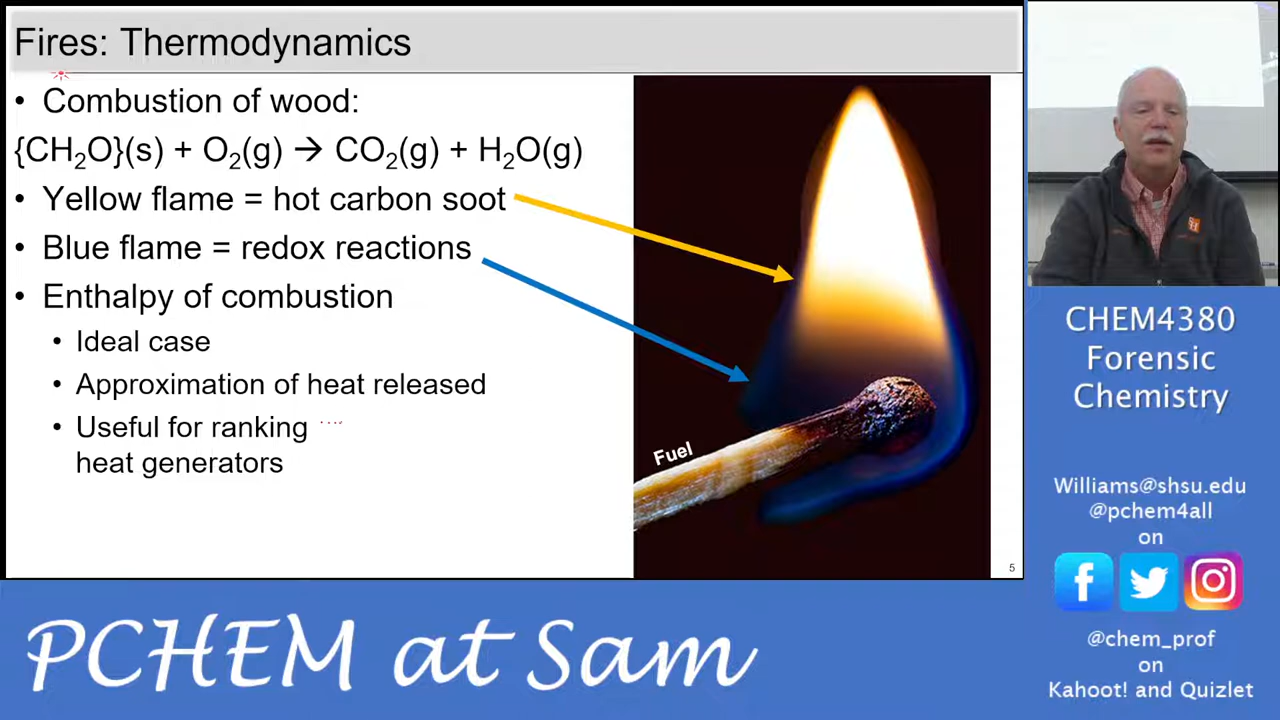 Fires: Thermodynamics
• Combustion of wood:
{CH₂O}(s) + O₂(g) → CO₂(g) + H₂O(g)
• Yellow flame = hot carbon soot
• Blue flame = redox reactions
• Enthalpy of combustion
• Ideal case
• Approximation of heat released
• Useful for ranking
heat generators
Fuel
5
CHEM4380
Forensic
Chemistry
Williams@shsu.edu
@pchem4all
on
@chem_prof
on
Kahoot! and Quizlet
PCHEM at Sam